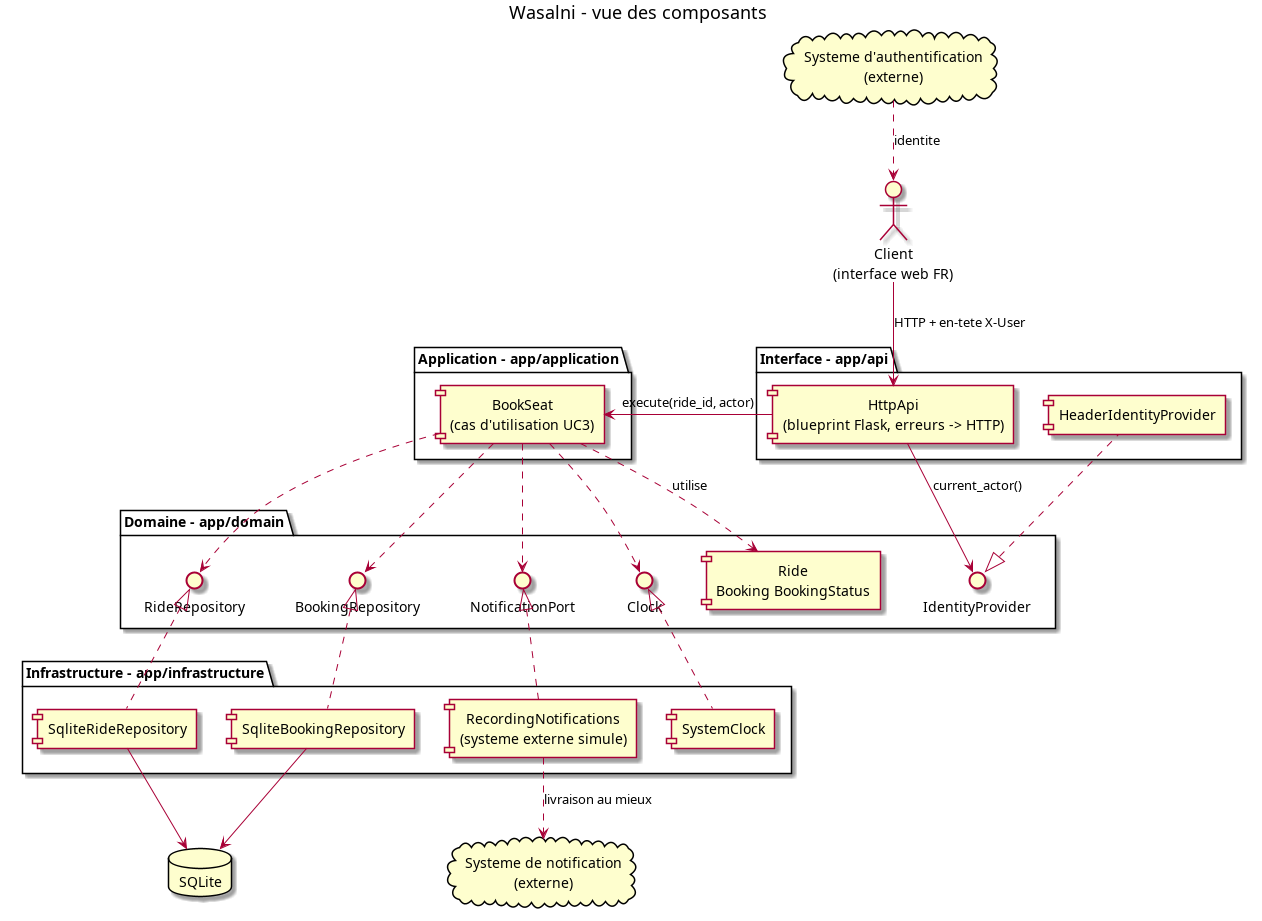 Wasalni - vue des composants
Systeme d'authentification
(externe)
identite
Client
(interface web FR)
HTTP + en-tete X-User
Application - app/application
Interface - app/api
BookSeat
(cas d'utilisation UC3)
execute(ride_id, actor)
HttpApi
(blueprint Flask, erreurs -> HTTP)
HeaderIdentityProvider
utilise
current_actor()
Domaine - app/domain
RideRepository
BookingRepository
NotificationPort
Clock
Ride
Booking BookingStatus
IdentityProvider
Infrastructure - app/infrastructure
SqliteRideRepository
SqliteBookingRepository
RecordingNotifications
(systeme externe simule)
SystemClock
livraison au mieux
SQLite
Systeme de notification
(externe)